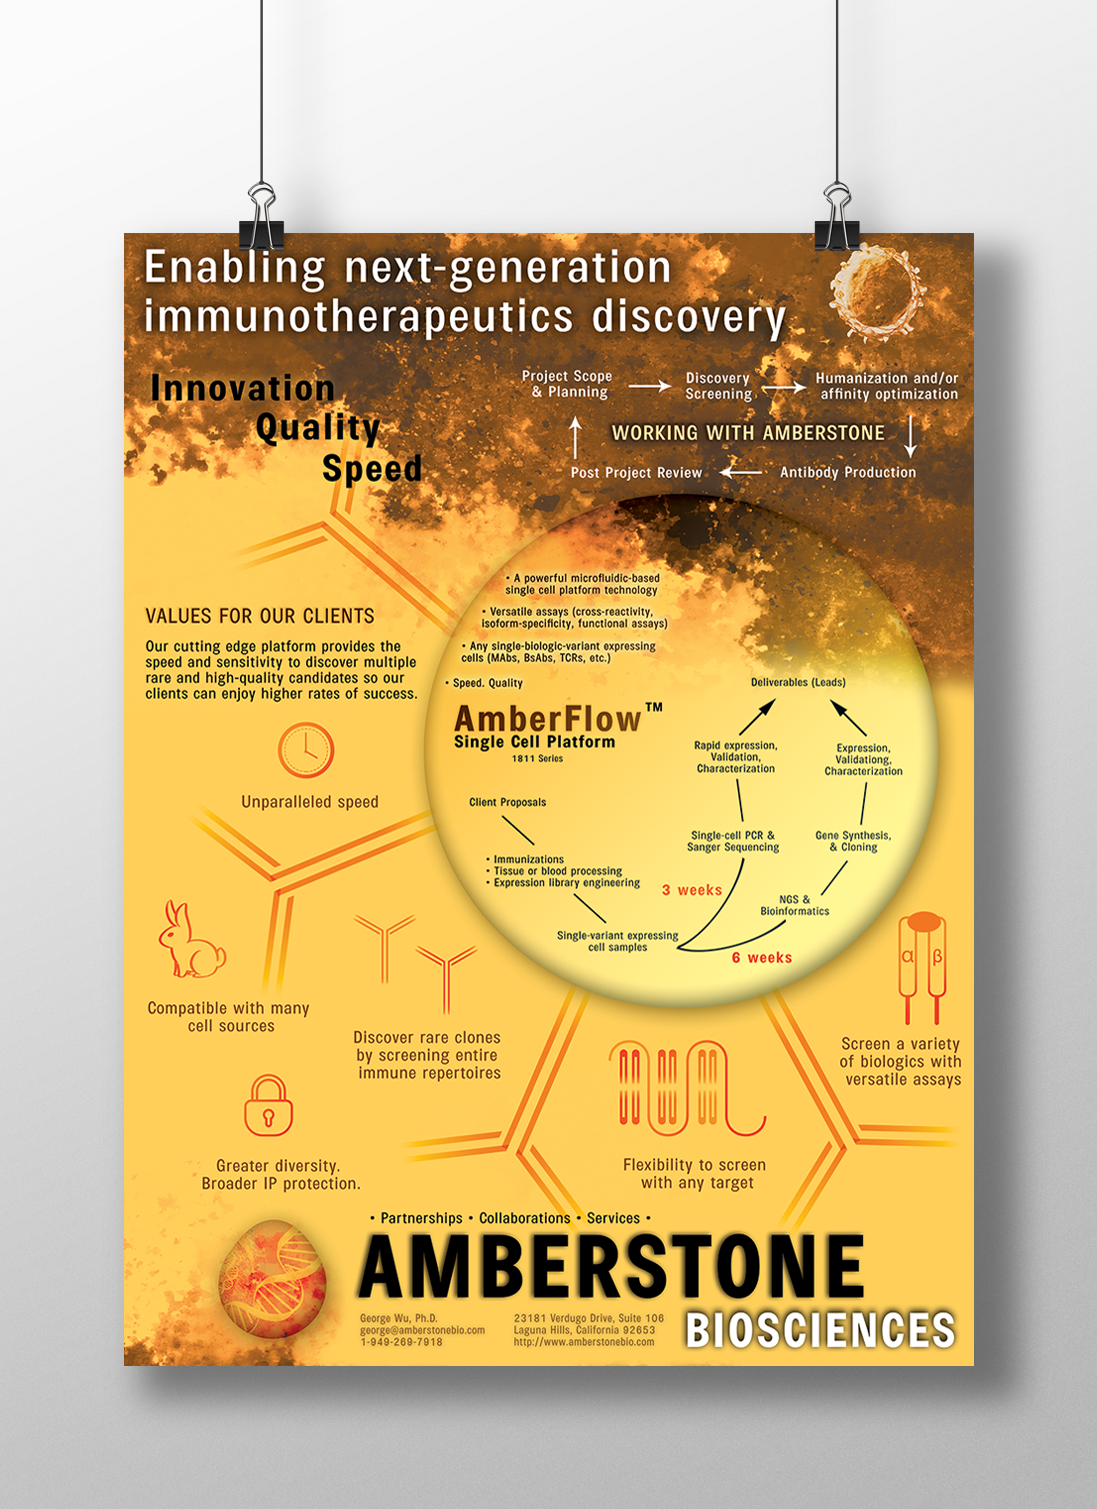 Enabling next-generation
immunotherapeutics discovery
Innovation
Quality
Speed
Project Scope
& Planning
Discovery
Screening
Humanization and/or
affinity optimization
WORKING WITH AMBERSTONE
Post Project Review
Antibody Production
• A powerful microfluidic-based
single cell platform technology
• Versatile assays (cross-reactivity,
isoform-specificity, functional assays)
• Any single-biologic-variant expressing
cells (MAbs, BsAbs, TCRs, etc.)
• Speed. Quality
AmberFlow™
Single Cell Platform
1811 Series
Deliverables (Leads)
Rapid expression,
Validation,
Characterization
Expression,
Validationg,
Characterization
Client Proposals
Single-cell PCR &
Sanger Sequencing
Gene Synthesis,
& Cloning
• Immunizations
• Tissue or blood processing
• Expression library engineering
3 weeks
NGS &
Bioinformatics
Single-variant expressing
cell samples
6 weeks
VALUES FOR OUR CLIENTS
Our cutting edge platform provides the
speed and sensitivity to discover multiple
rare and high-quality candidates so our
clients can enjoy higher rates of success.
Unparalleled speed
Compatible with many
cell sources
Discover rare clones
by screening entire
immune repertoires
α β
Screen a variety
of biologics with
versatile assays
Greater diversity.
Broader IP protection.
Flexibility to screen
with any target
• Partnerships • Collaborations • Services •
AMBERSTONE
BIOSCIENCES
George Wu, Ph.D.
george@amberstonebio.com
1-949-269-7918
23181 Verdugo Drive, Suite 106
Laguna Hills, California 92653
http://www.amberstonebio.com